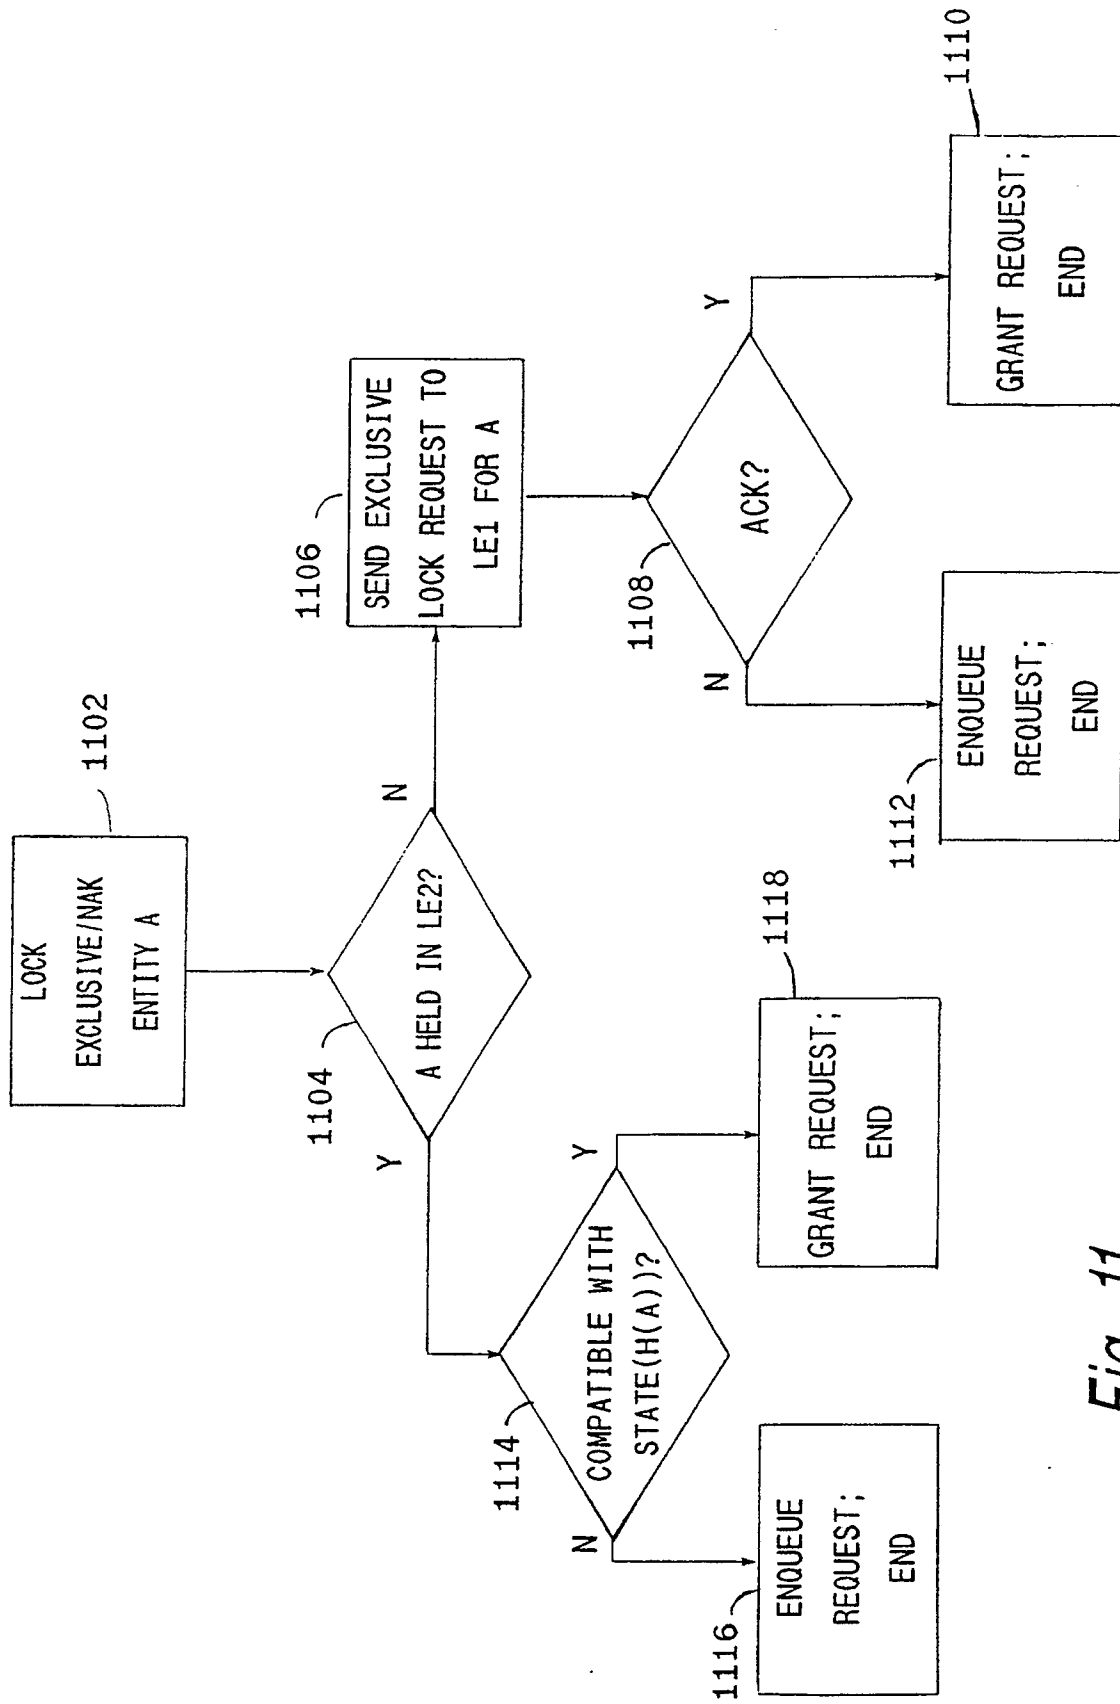 1102
LOCK
EXCLUSIVE/NAK
ENTITY A
1104
A HELD IN LE2?
Y
N
1106
SEND EXCLUSIVE
LOCK REQUEST TO
LE1 FOR A
1114
COMPATIBLE WITH
STATE(H(A))?
N
Y
1108
ACK?
N
Y
1116
ENQUEUE
REQUEST;
END
1118
GRANT REQUEST;
END
1112
ENQUEUE
REQUEST;
END
1110
GRANT REQUEST;
END
Fig. 11